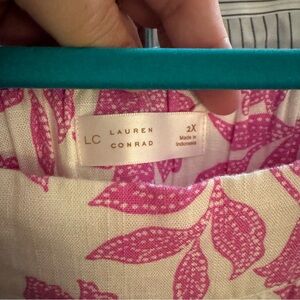 LC LAUREN
CONRAD
2X
Made in
Indonesia